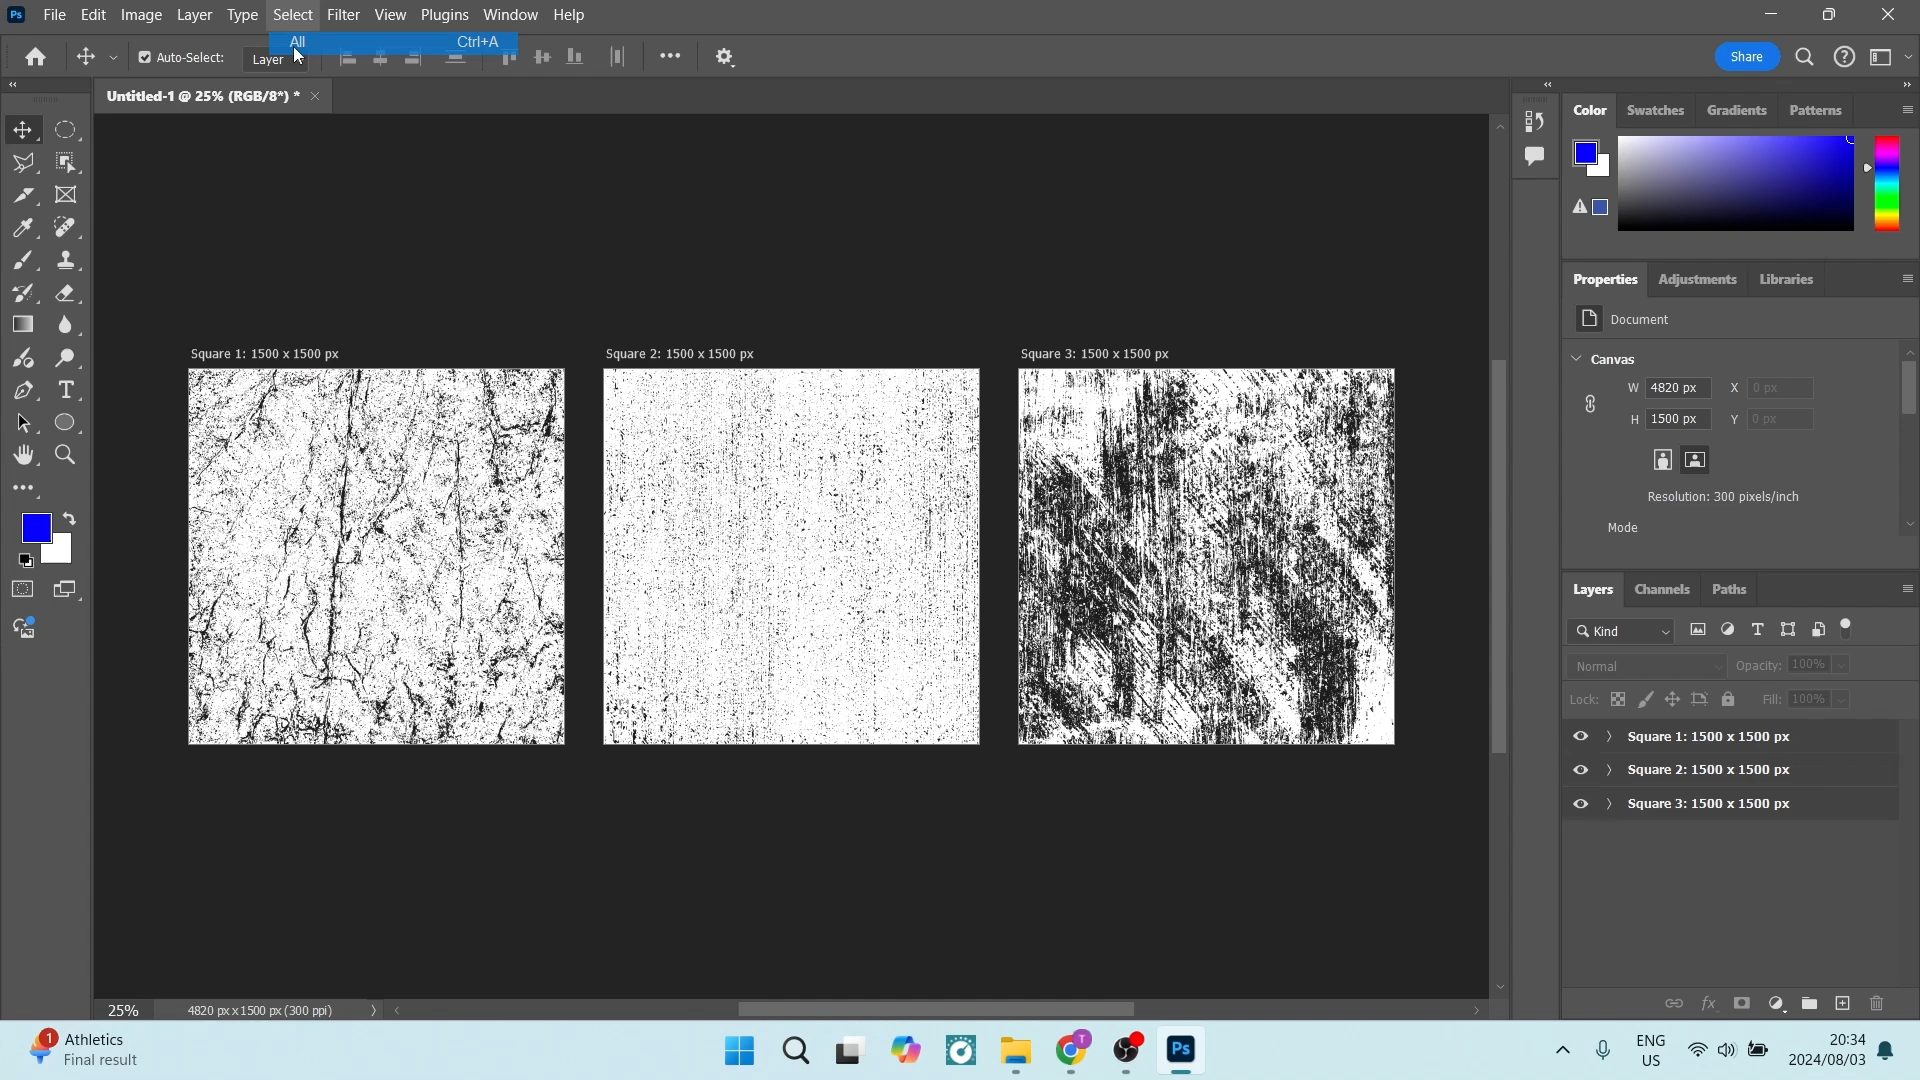 Ps File Edit Image Layer Type Select Filter View Plugins Window Help
All Ctrl+A
Auto-Select: Layer
Share
Untitled-1 @ 25% (RGB/8*) *
Color Swatches Gradients Patterns
Properties Adjustments Libraries
Document
Canvas
W 4820 px X 0 px
H 1500 px Y 0 px
Resolution: 300 pixels/inch
Mode
Square 1: 1500 x 1500 px
Square 2: 1500 x 1500 px
Square 3: 1500 x 1500 px
Layers Channels Paths
Kind
Normal Opacity: 100%
Lock: Fill: 100%
Square 1: 1500 x 1500 px
Square 2: 1500 x 1500 px
Square 3: 1500 x 1500 px
25% 4820 px x 1500 px (300 ppi)
1
Athletics
Final result
T
Ps
ENG
US
20:34
2024/08/03